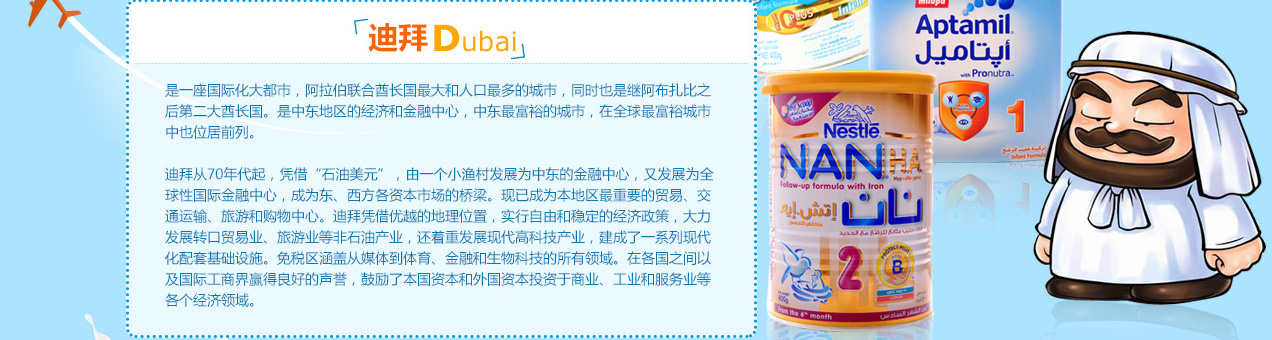 迪拜 Dubai
是一座国际化大都市，阿拉伯联合酋长国最大和人口最多的城市，同时也是继阿布扎比之
后第二大酋长国。是中东地区的经济和金融中心，中东最富裕的城市，在全球最富裕城市
中也位居前列。
迪拜从70年代起，凭借“石油美元”，由一个小渔村发展为中东的金融中心，又发展为全
球性国际金融中心，成为东、西方各资本市场的桥梁。现已成为本地区最重要的贸易、交
通运输、旅游和购物中心。迪拜凭借优越的地理位置，实行自由和稳定的经济政策，大力
发展转口贸易业、旅游业等非石油产业，还着重发展现代高科技产业，建成了一系列现代
化配套基础设施。免税区涵盖从媒体到体育、金融和生物科技的所有领域。在各国之间以
及国际工商界赢得良好的声誉，鼓励了本国资本和外国资本投资于商业、工业和服务业等
各个经济领域。
milupa
Aptamil
أبتاميل
with Pronutra
1
Infant Formula
Nestlé
NAN H.A.
Follow-up formula with Iron
نان إتش.إيه
2
PROTECT PLUS
B
400g
From the 6th month